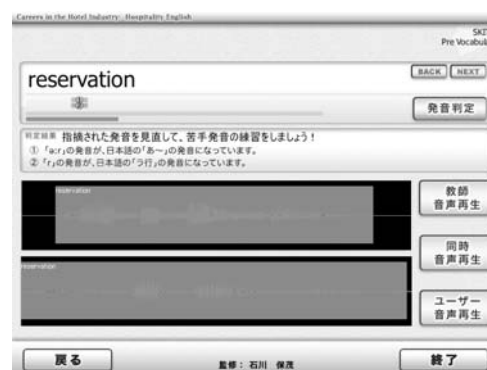 Careers in the Hotel Industry: Hospitality English
SKI
Pre Vocabula
reservation
BACK NEXT
発音判定
判定結果 指摘された発音を見直して、苦手発音の練習をしましょう！
① 「ə:r」の発音が、日本語の「あ〜」の発音になっています。
② 「r」の発音が、日本語の「ラ行」の発音になっています。
reservation
教師
音声再生
同時
音声再生
reservation
ユーザー
音声再生
戻る
監修： 石川 保茂
終了